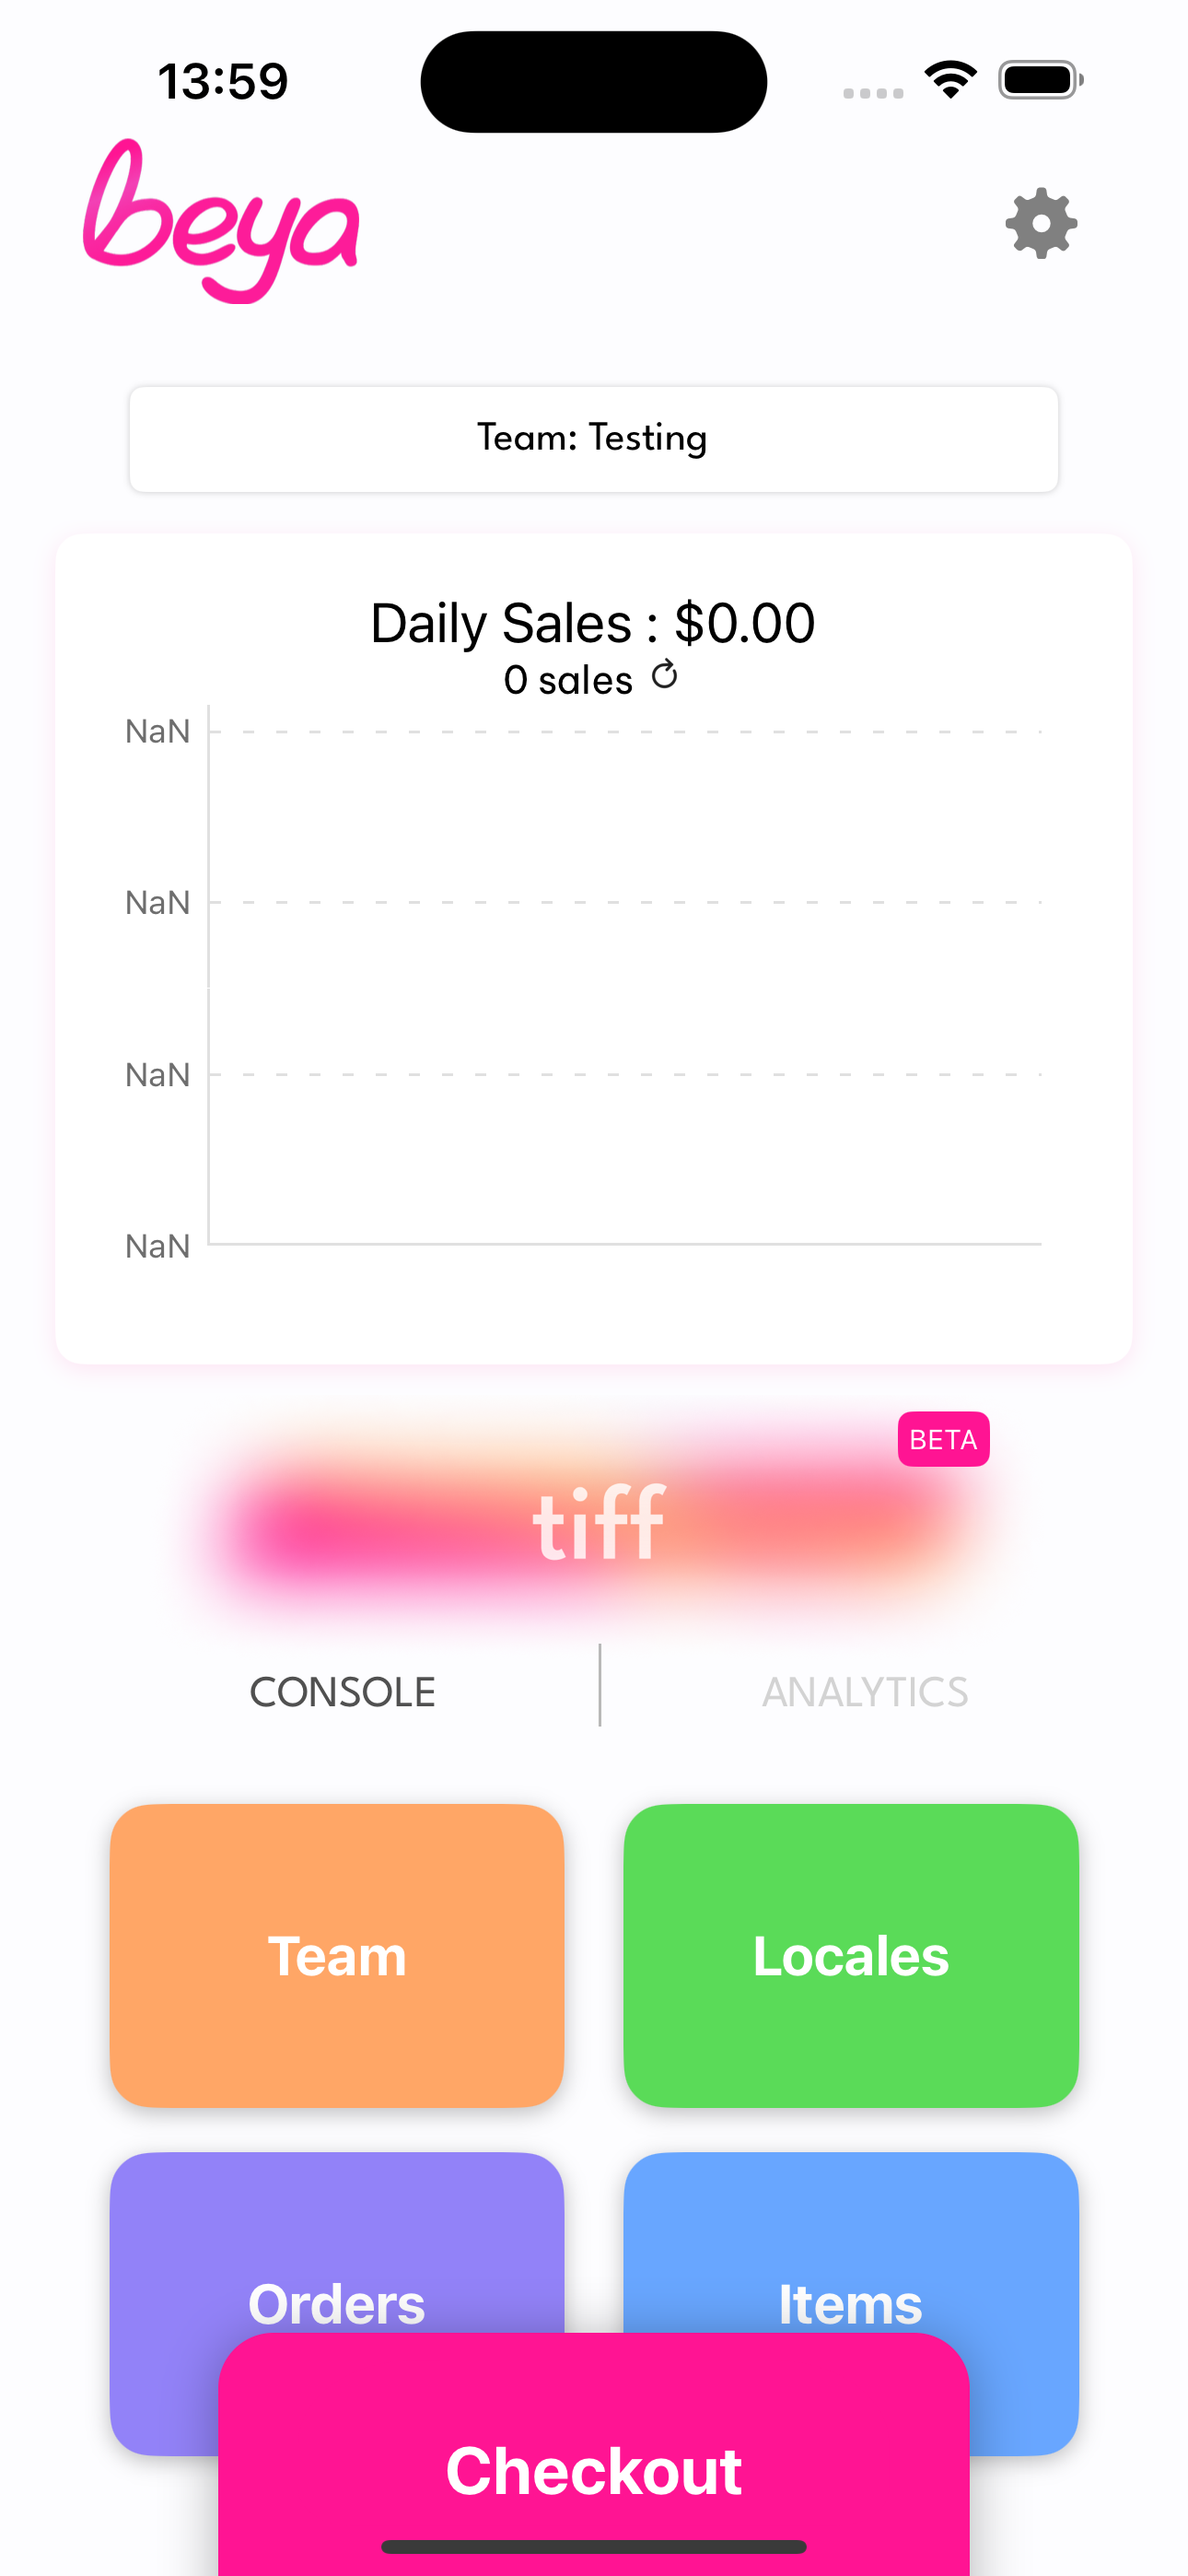 13:59
beya
Team: Testing
Daily Sales : $0.00
0 sales
NaN
NaN
NaN
NaN
BETA
tiff
CONSOLE
ANALYTICS
Team
Locales
Orders
Items
Checkout